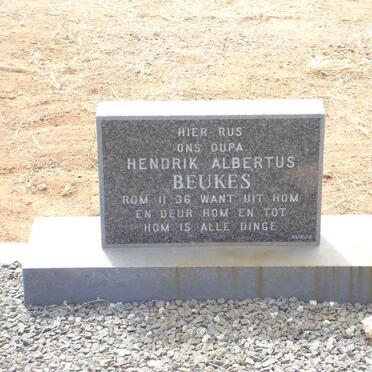 HIER RUS
ONS OUPA
HENDRIK ALBERTUS
BEUKES
ROM 11 36 WANT UIT HOM
EN DEUR HOM EN TOT
HOM IS ALLE DINGE